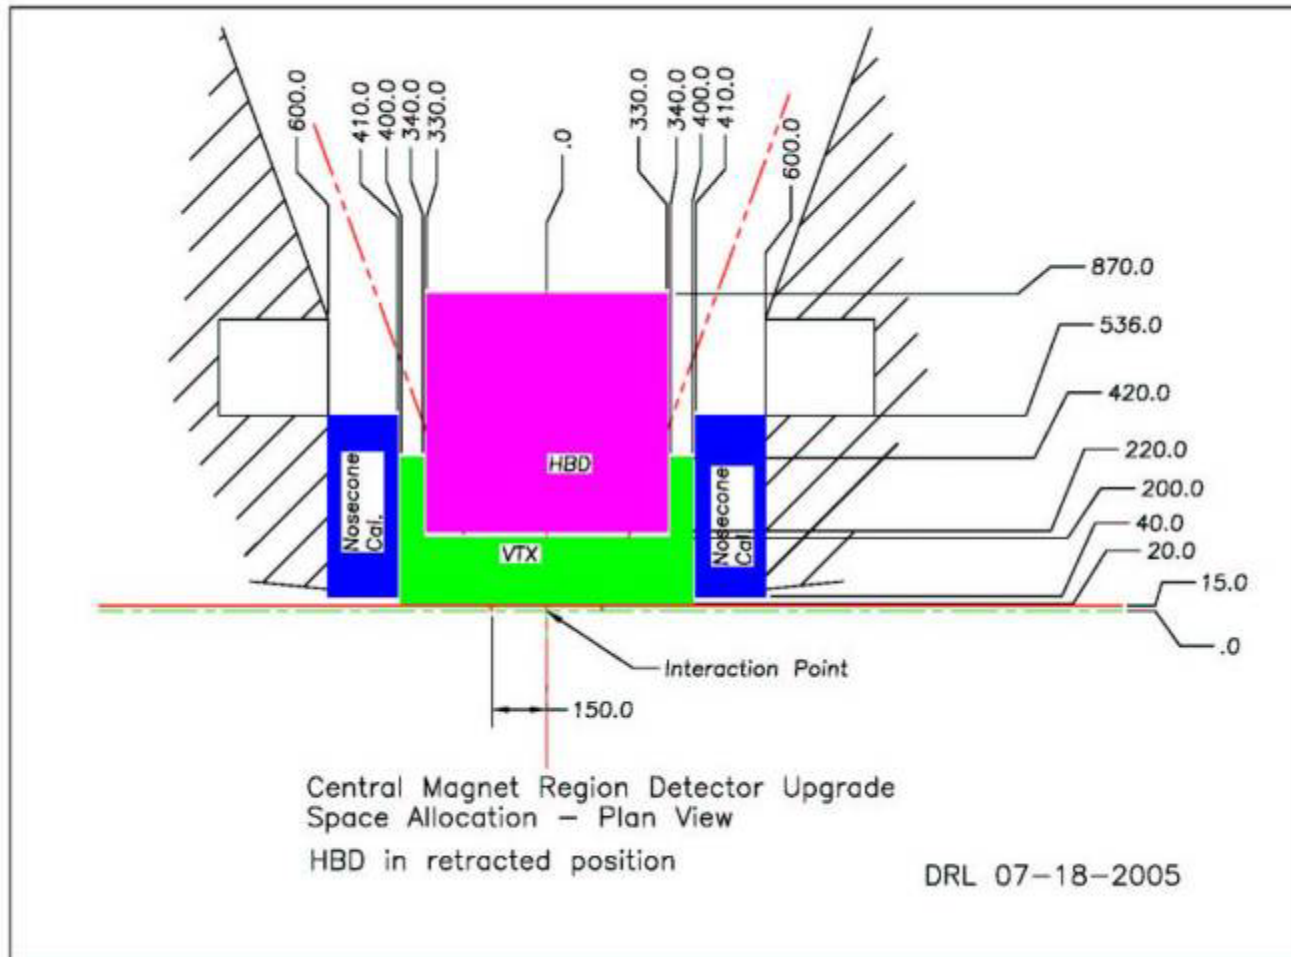 600.0
410.0
400.0
340.0
330.0
.0
330.0
340.0
400.0
410.0
600.0
870.0
536.0
420.0
220.0
200.0
40.0
20.0
15.0
.0
HBD
VTX
Nosecone
Cal.
Nosecone
Cal.
Interaction Point
150.0
Central Magnet Region Detector Upgrade
Space Allocation – Plan View
HBD in retracted position
DRL 07-18-2005